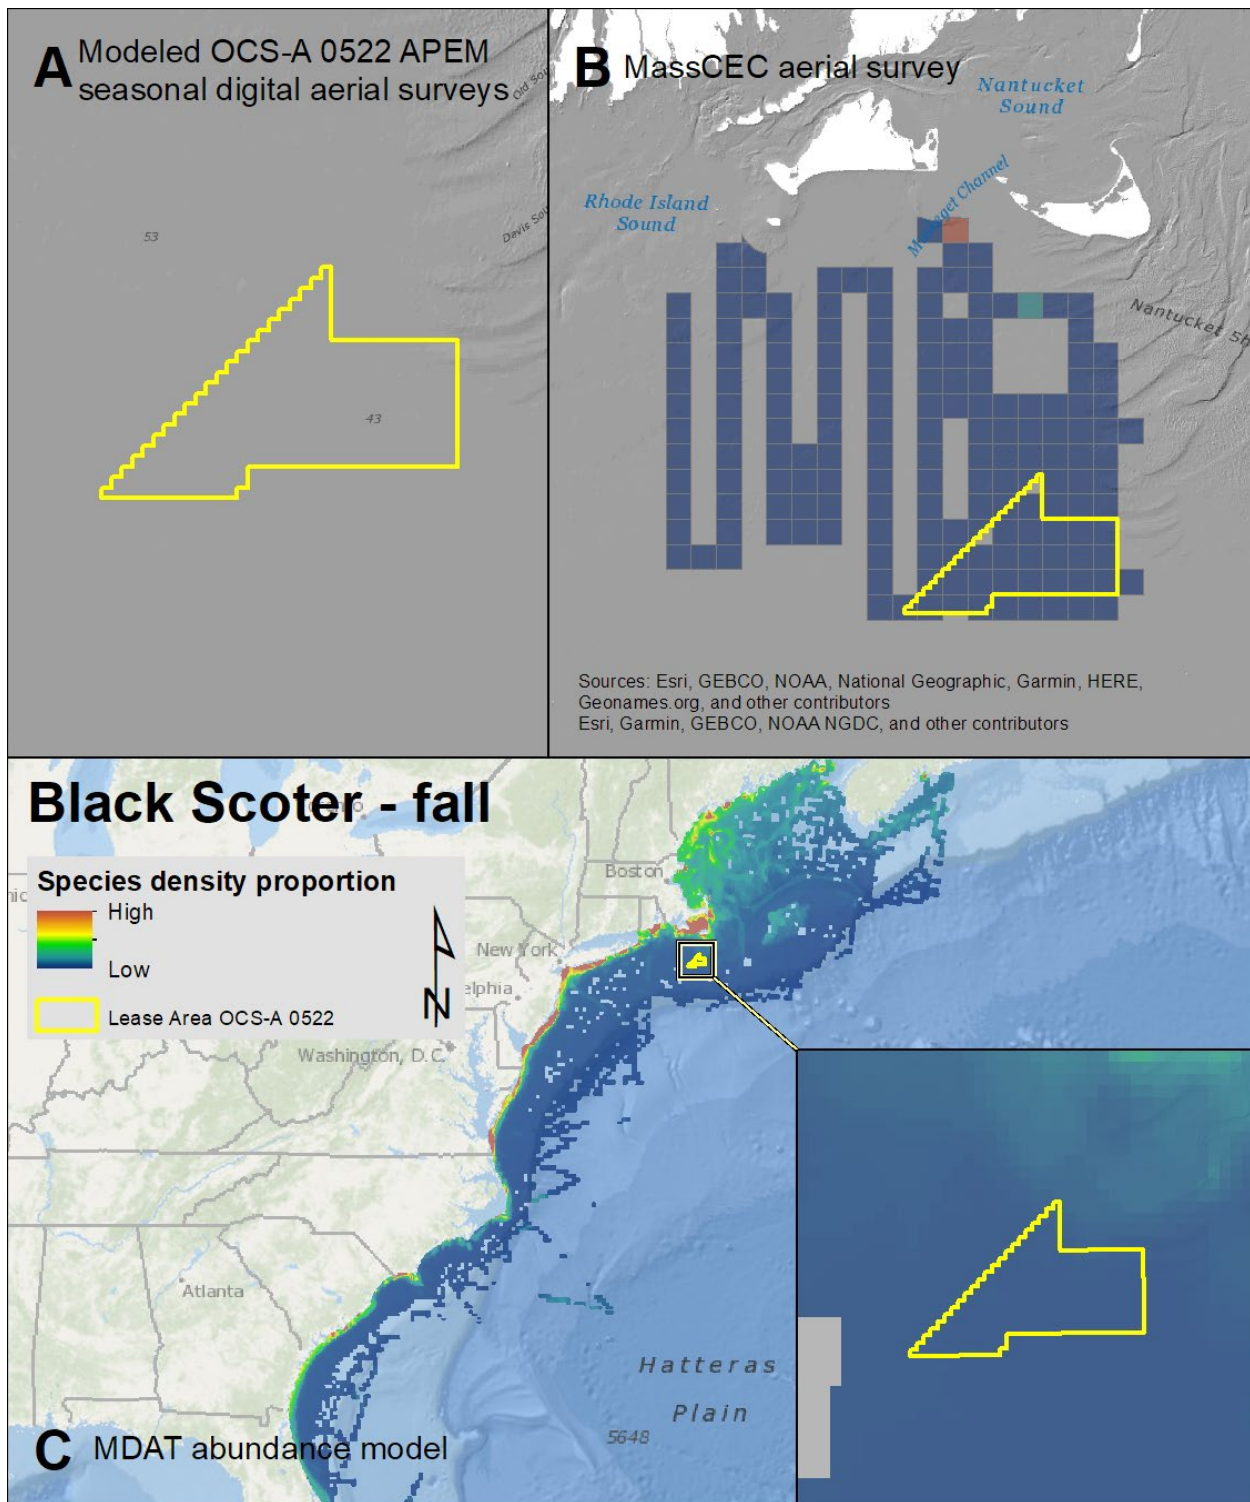 A Modeled OCS-A 0522 APEM
seasonal digital aerial surveys
Davis
53
43
B MassCEC aerial survey
Nantucket
Sound
Rhode Island
Sound
Channel
Nantucket
Sources: Esri, GEBCO, NOAA, National Geographic, Garmin, HERE,
Geonames.org, and other contributors
Esri, Garmin, GEBCO, NOAA NGDC, and other contributors
Black Scoter - fall
Species density proportion
High
Low
Lease Area OCS-A 0522
N
Boston
New York
elphia
Washington, D.C.
Atlanta
Hatteras
Plain
5648
C MDAT abundance model